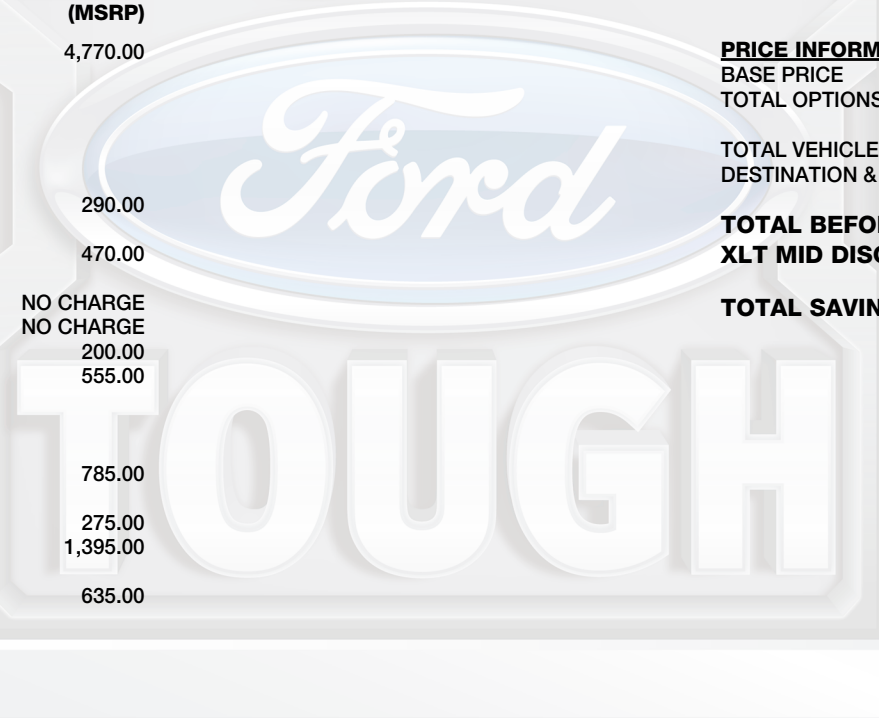 (MSRP)
4,770.00
290.00
470.00
NO CHARGE
NO CHARGE
200.00
555.00
785.00
275.00
1,395.00
635.00
PRICE INFORM
BASE PRICE
TOTAL OPTIONS
TOTAL VEHICLE
DESTINATION &
TOTAL BEFO
XLT MID DISC
TOTAL SAVIN
Ford
TOUGH